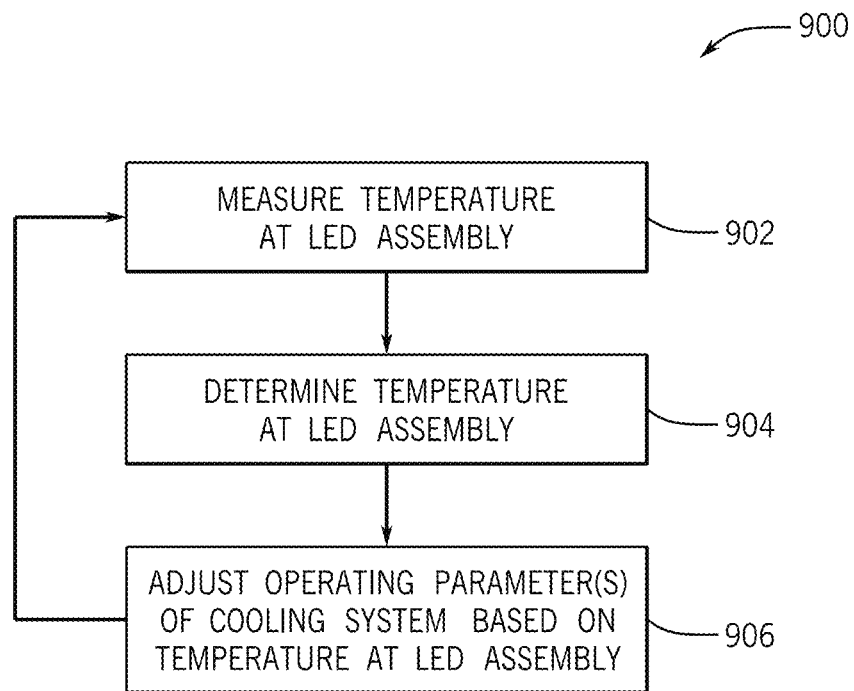 900
MEASURE TEMPERATURE
AT LED ASSEMBLY
902
DETERMINE TEMPERATURE
AT LED ASSEMBLY
904
ADJUST OPERATING PARAMETER(S)
OF COOLING SYSTEM BASED ON
TEMPERATURE AT LED ASSEMBLY
906